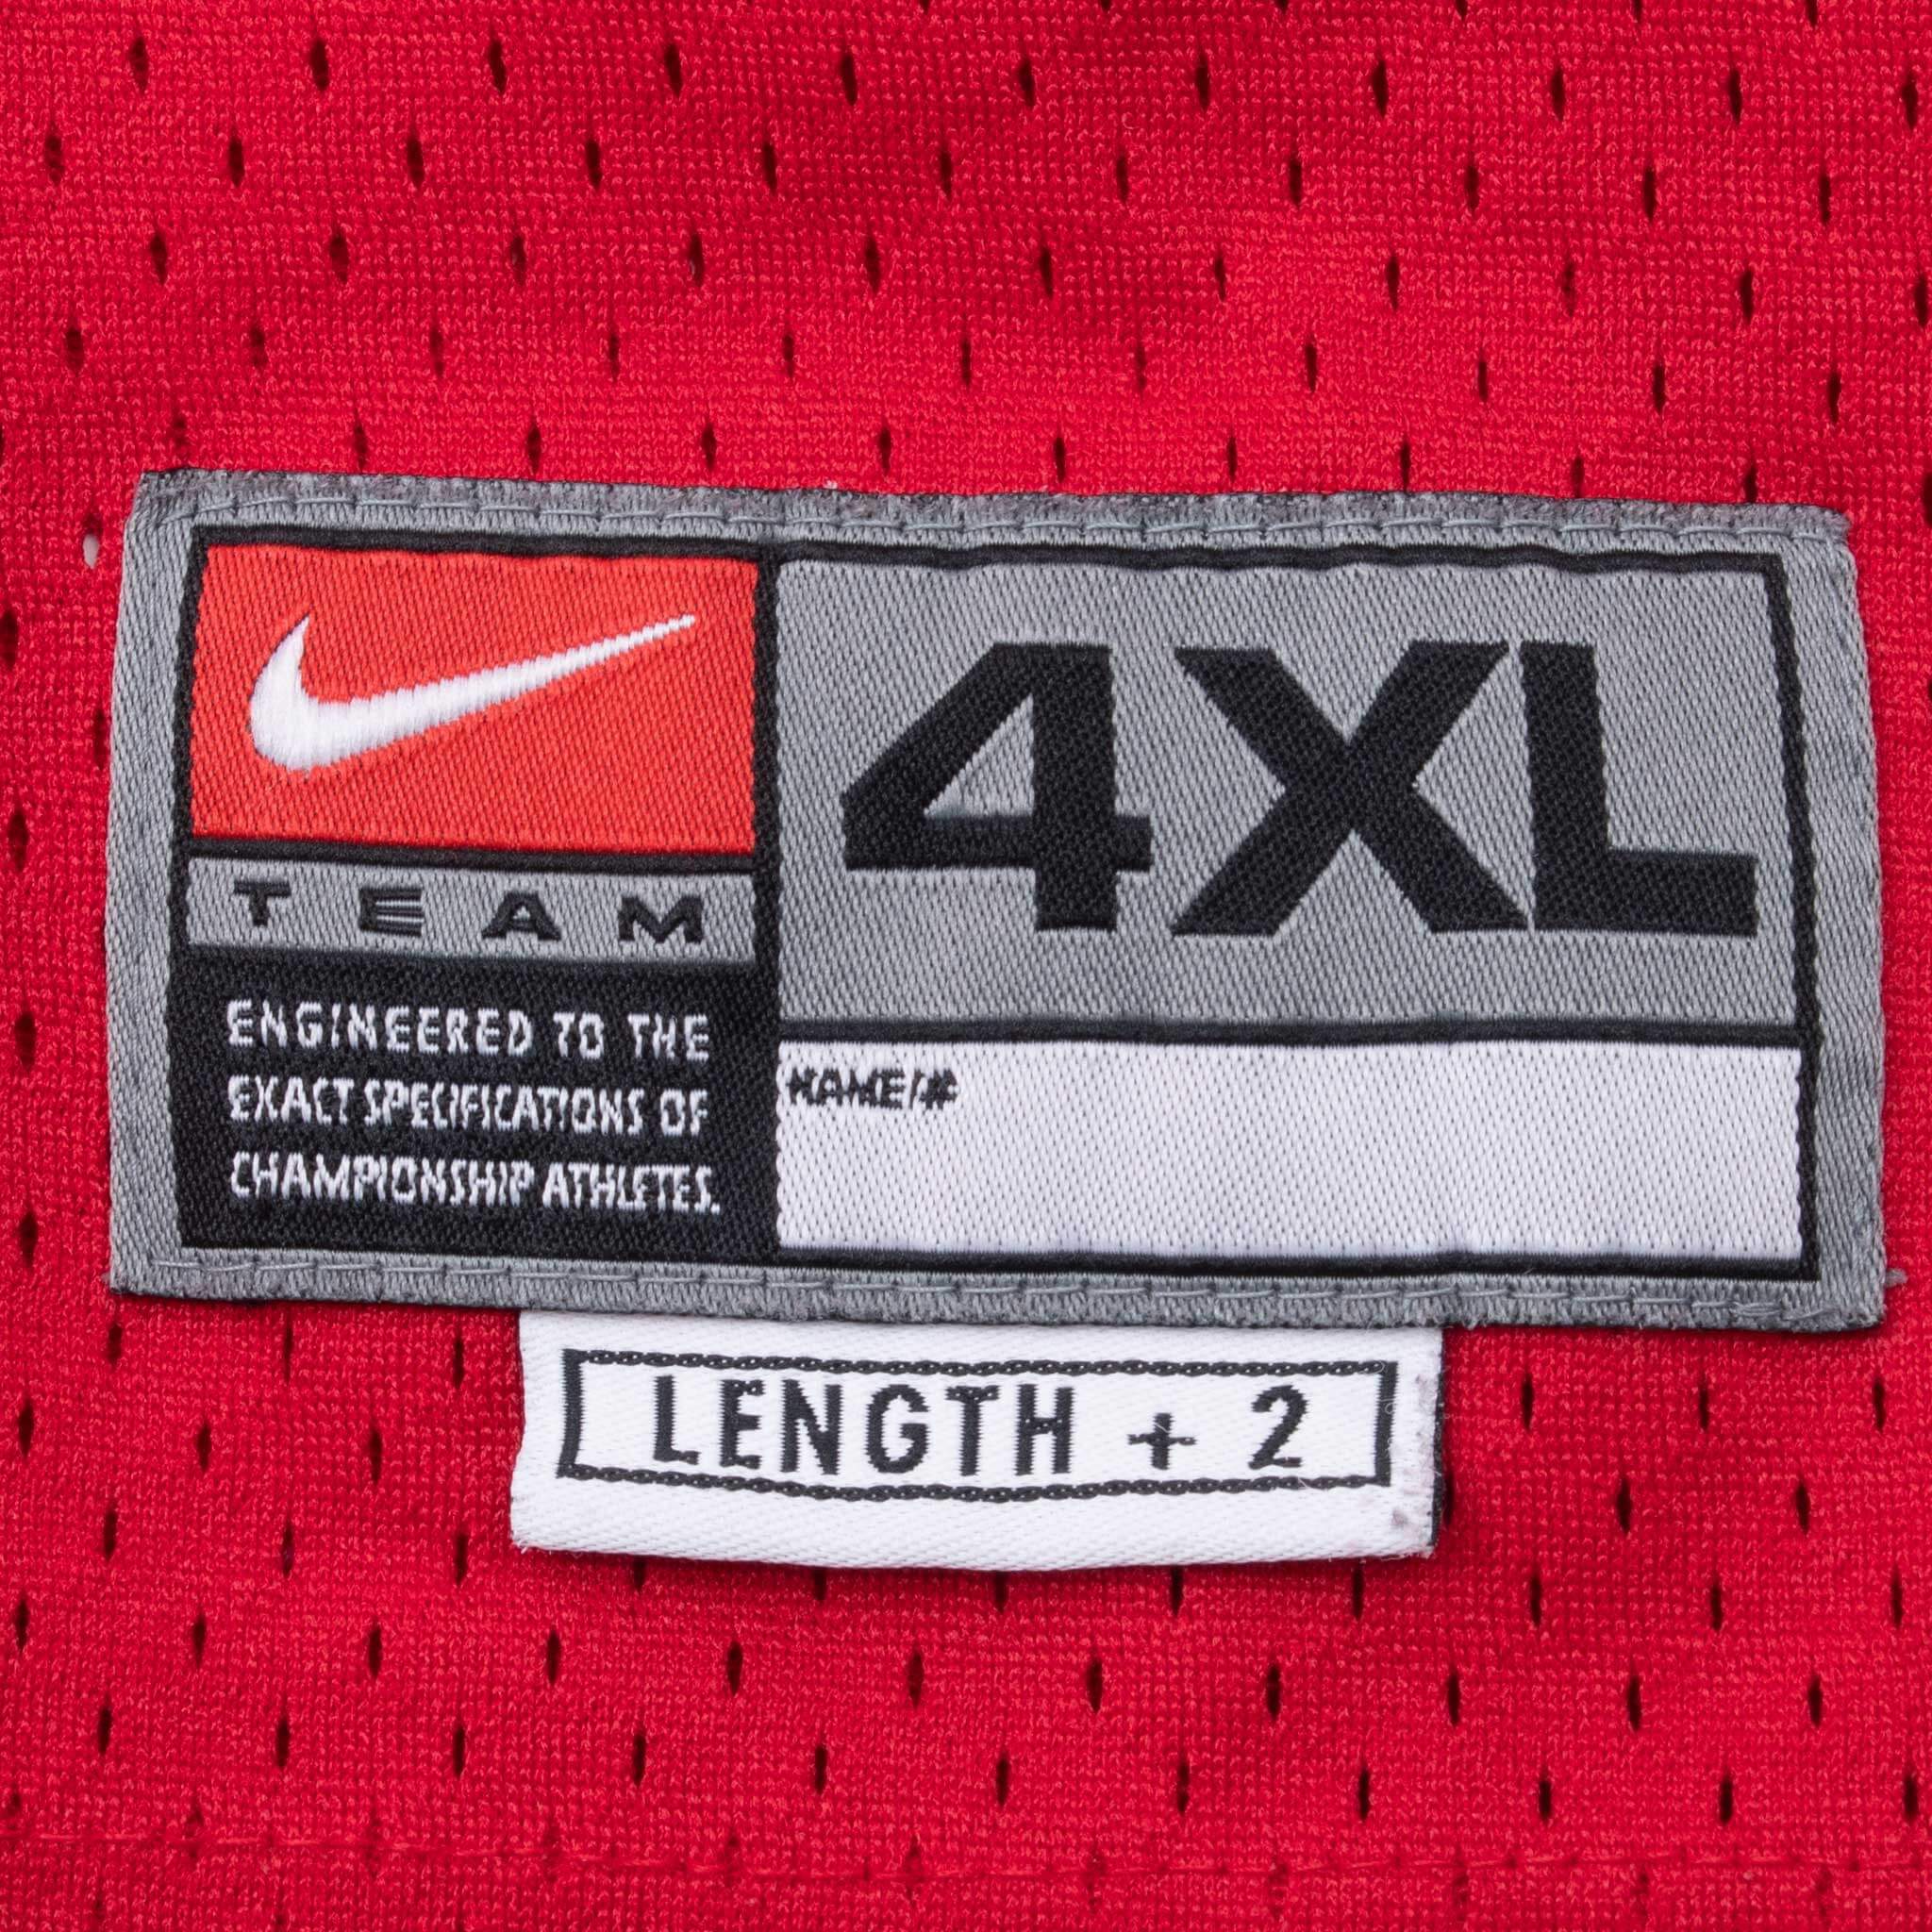 4XL
TEAM
ENGINEERED TO THE
EXACT SPECIFICATIONS OF
CHAMPIONSHIP ATHLETES.
NAME/#
LENGTH + 2